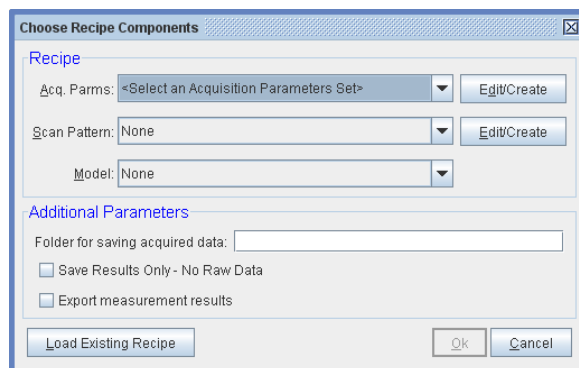 Choose Recipe Components
Recipe
Acq. Parms: <Select an Acquisition Parameters Set> Edit/Create
Scan Pattern: None Edit/Create
Model: None
Additional Parameters
Folder for saving acquired data:
Save Results Only - No Raw Data
Export measurement results
Load Existing Recipe Ok Cancel